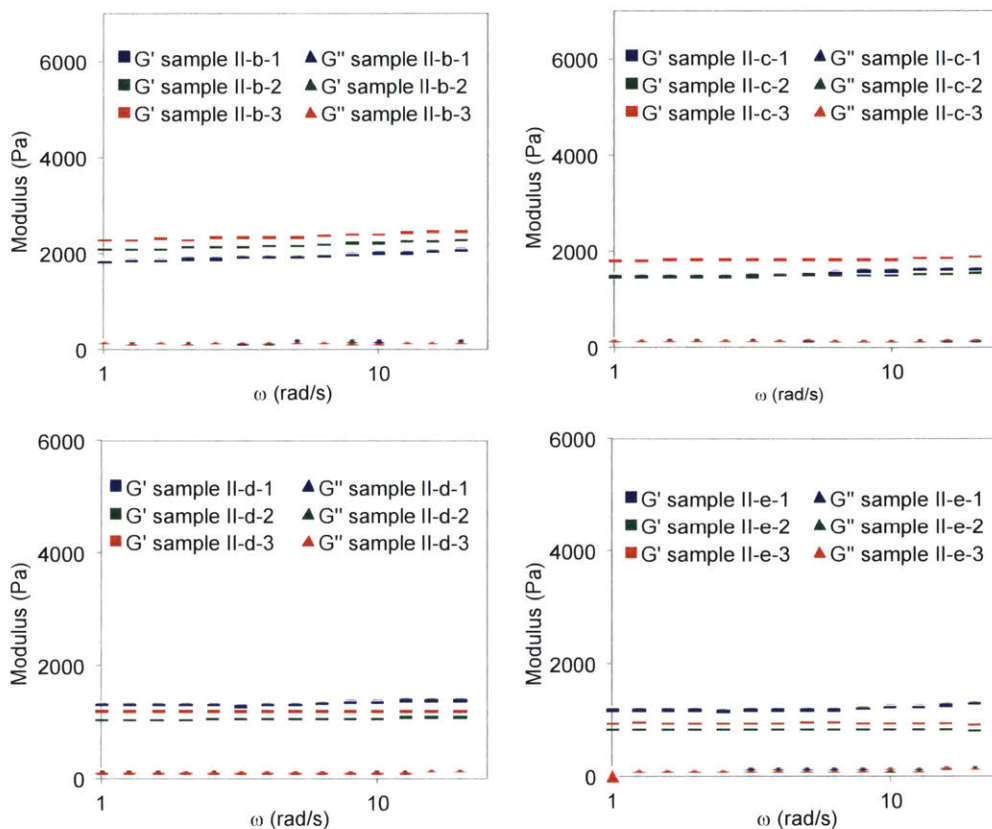 6000
4000
2000
0
Modulus (Pa)
G' sample II-b-1 G'' sample II-b-1
G' sample II-b-2 G'' sample II-b-2
G' sample II-b-3 G'' sample II-b-3
1 10
ω (rad/s)
6000
4000
2000
0
Modulus (Pa)
G' sample II-c-1 G'' sample II-c-1
G' sample II-c-2 G'' sample II-c-2
G' sample II-c-3 G'' sample II-c-3
1 10
ω (rad/s)
6000
4000
2000
0
Modulus (Pa)
G' sample II-d-1 G'' sample II-d-1
G' sample II-d-2 G'' sample II-d-2
G' sample II-d-3 G'' sample II-d-3
1 10
ω (rad/s)
6000
4000
2000
0
Modulus (Pa)
G' sample II-e-1 G'' sample II-e-1
G' sample II-e-2 G'' sample II-e-2
G' sample II-e-3 G'' sample II-e-3
1 10
ω (rad/s)